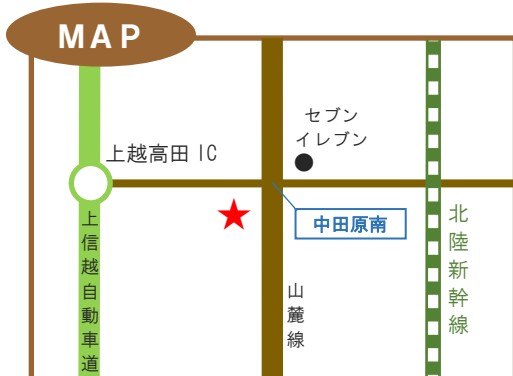 MAP
セブン
イレブン
上越高田 IC
中田原南
上信越自動車道
山麓線
北陸新幹線